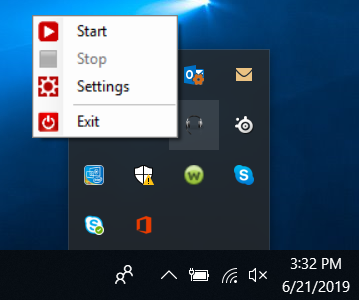 Start
Stop
Settings
Exit
3:32 PM
6/21/2019